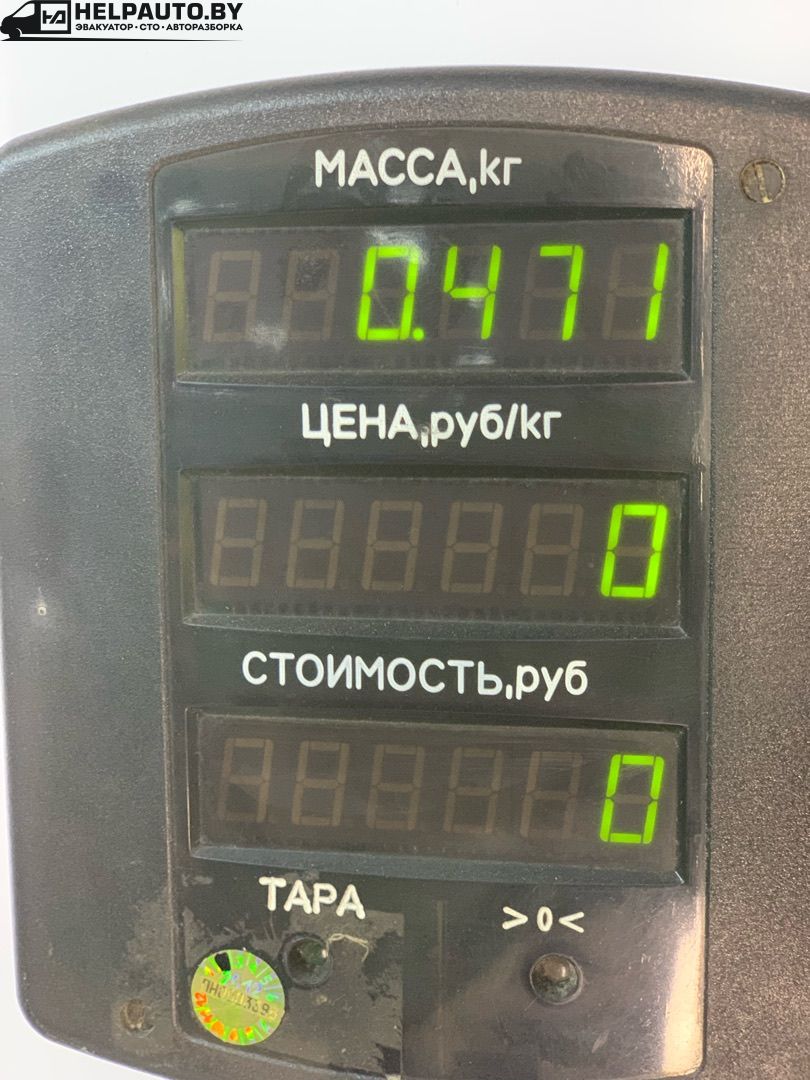 HELPAUTO.BY
ЭВАКУАТОР · СТО · АВТОРАЗБОРКА
МАССА,кг
0.471
ЦЕНА,руб/кг
0
СТОИМОСТЬ,руб
0
ТАРА
>0<